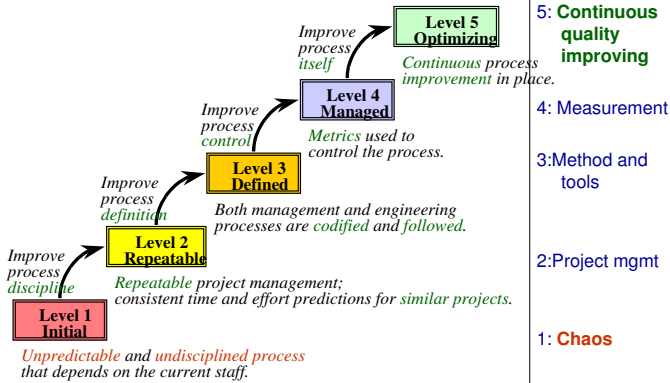 Level 5
Optimizing
Improve
process
itself
Continuous process
improvement in place.
Level 4
Managed
Improve
process
control
Metrics used to
control the process.
Level 3
Defined
Improve
process
definition
Both management and engineering
processes are codified and followed.
Level 2
Repeatable
Improve
process
discipline
Repeatable project management;
consistent time and effort predictions for similar projects.
Level 1
Initial
Unpredictable and undisciplined process
that depends on the current staff.
5: Continuous
quality
improving
4: Measurement
3:Method and
tools
2:Project mgmt
1: Chaos